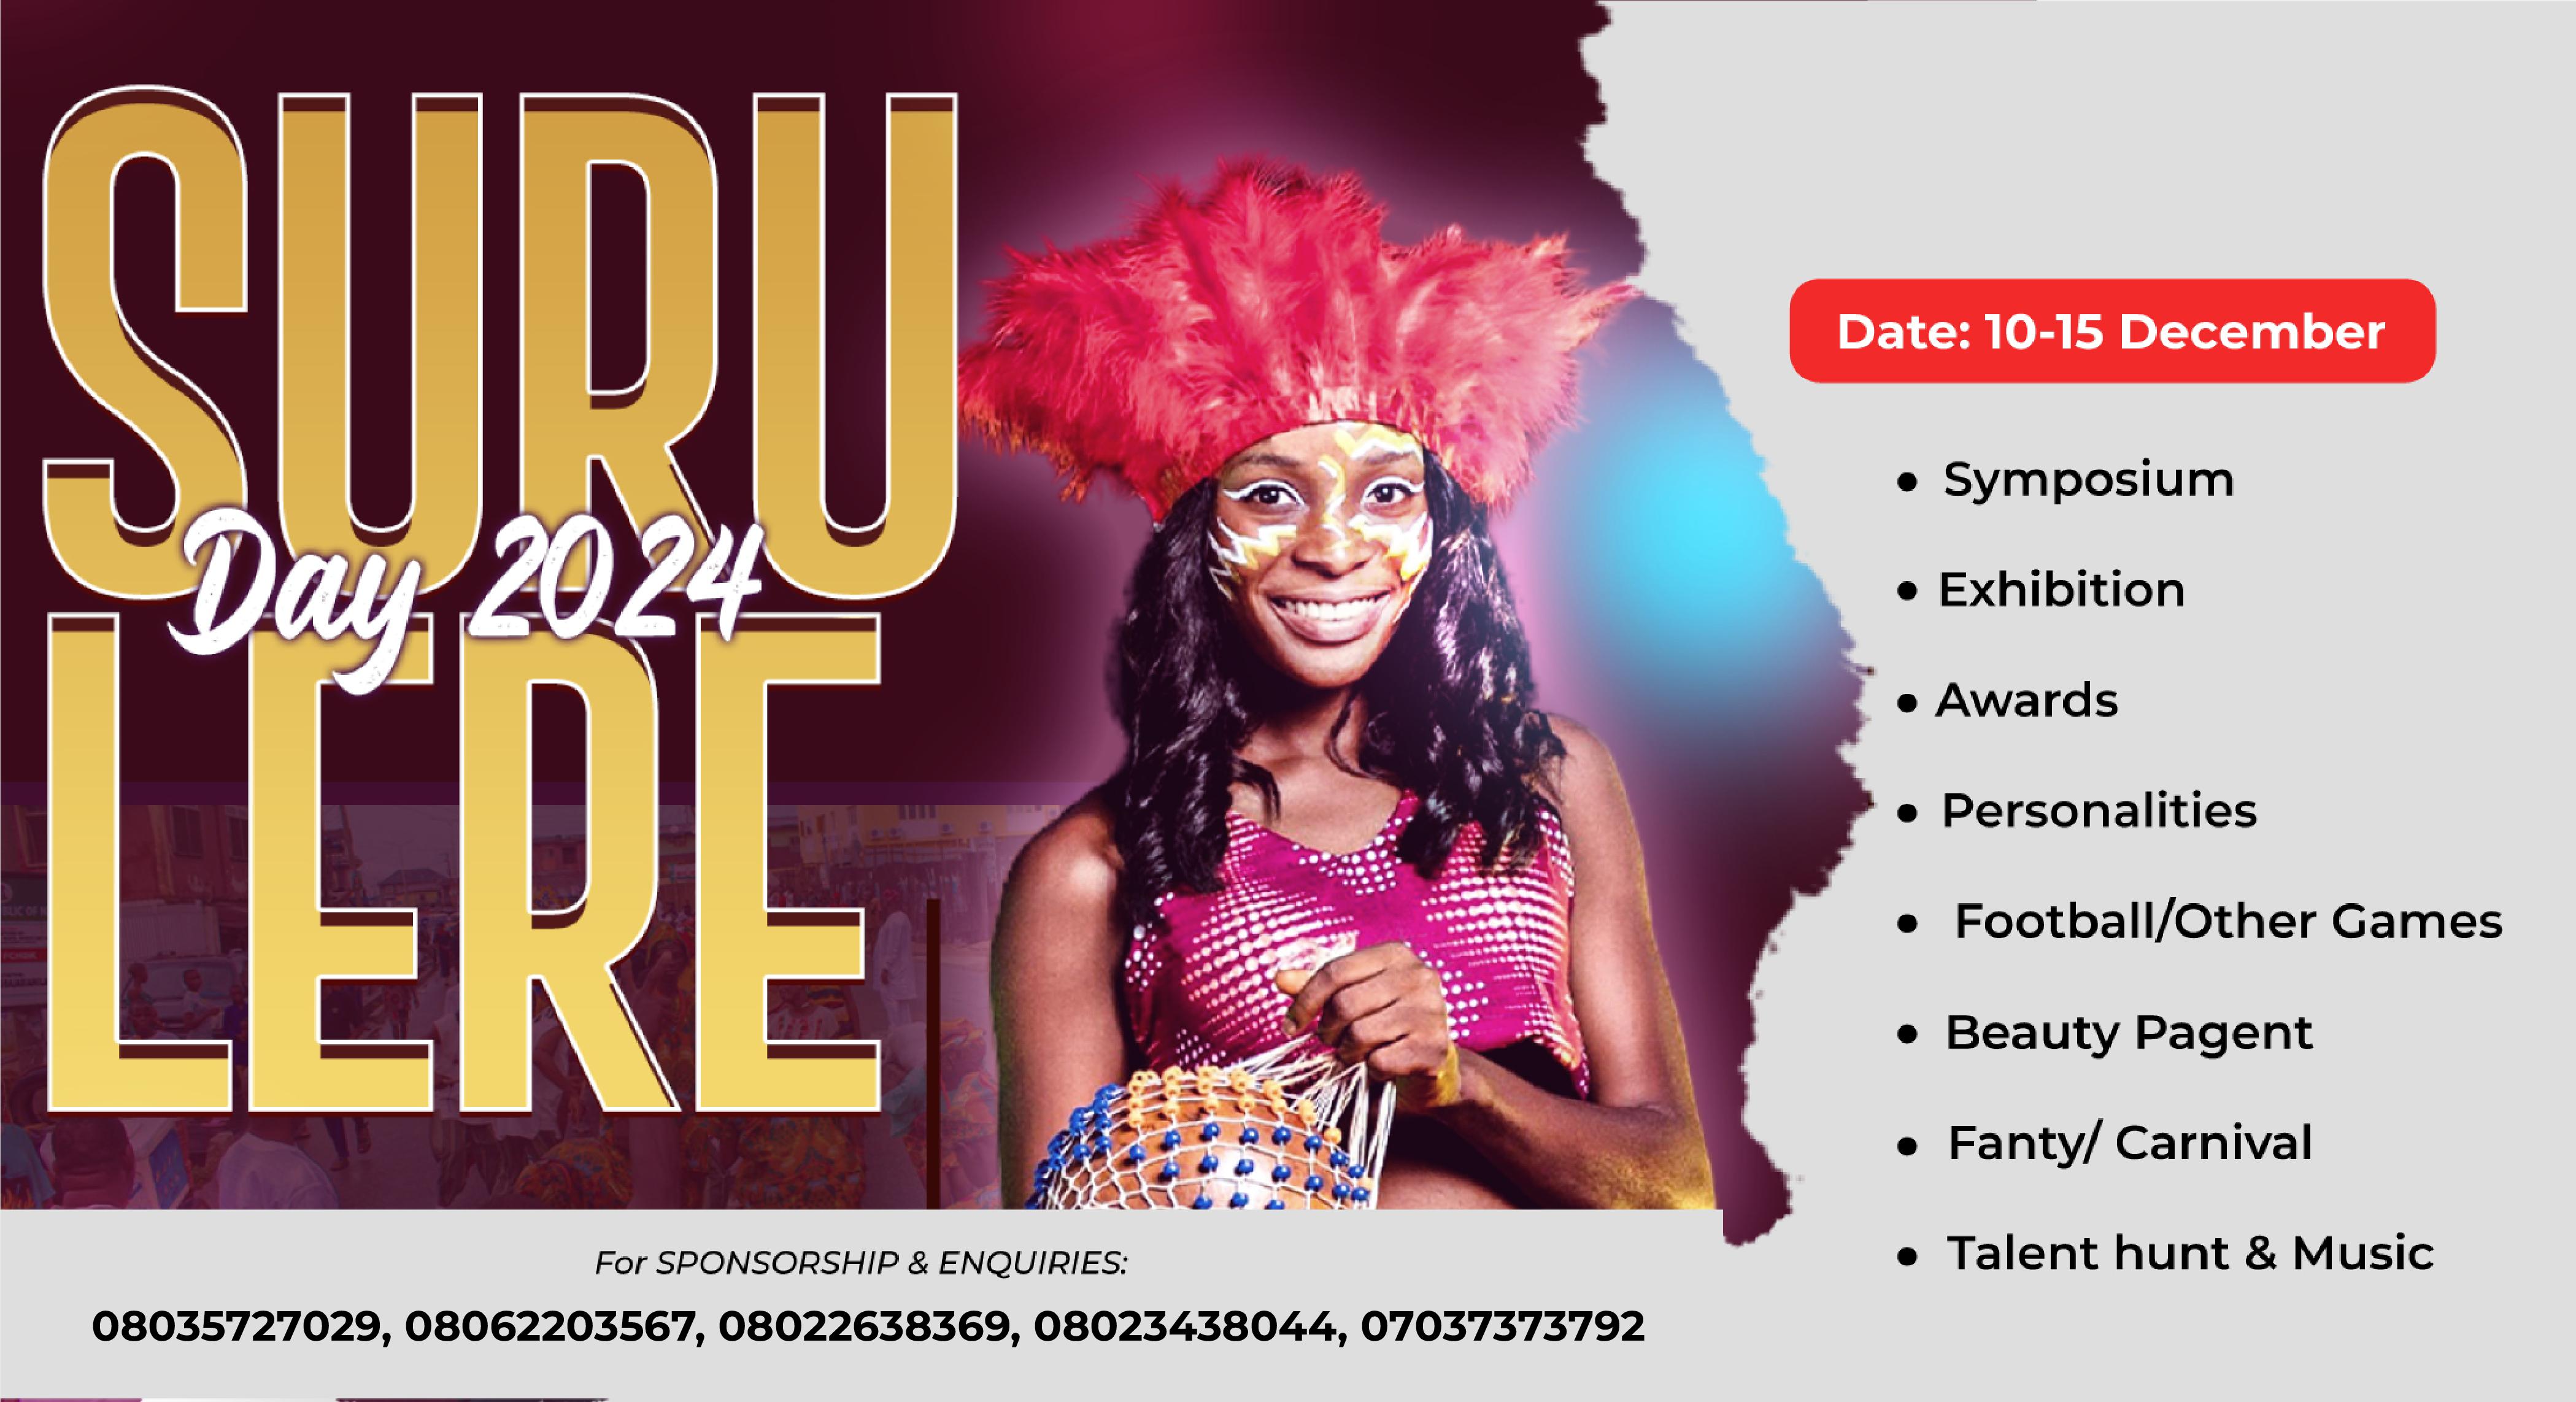 SURU
Day 2024
LERE
Date: 10-15 December
• Symposium
• Exhibition
• Awards
• Personalities
• Football/Other Games
• Beauty Pagent
• Fanty/ Carnival
• Talent hunt & Music
For SPONSORSHIP & ENQUIRIES:
08035727029, 08062203567, 08022638369, 08023438044, 07037373792